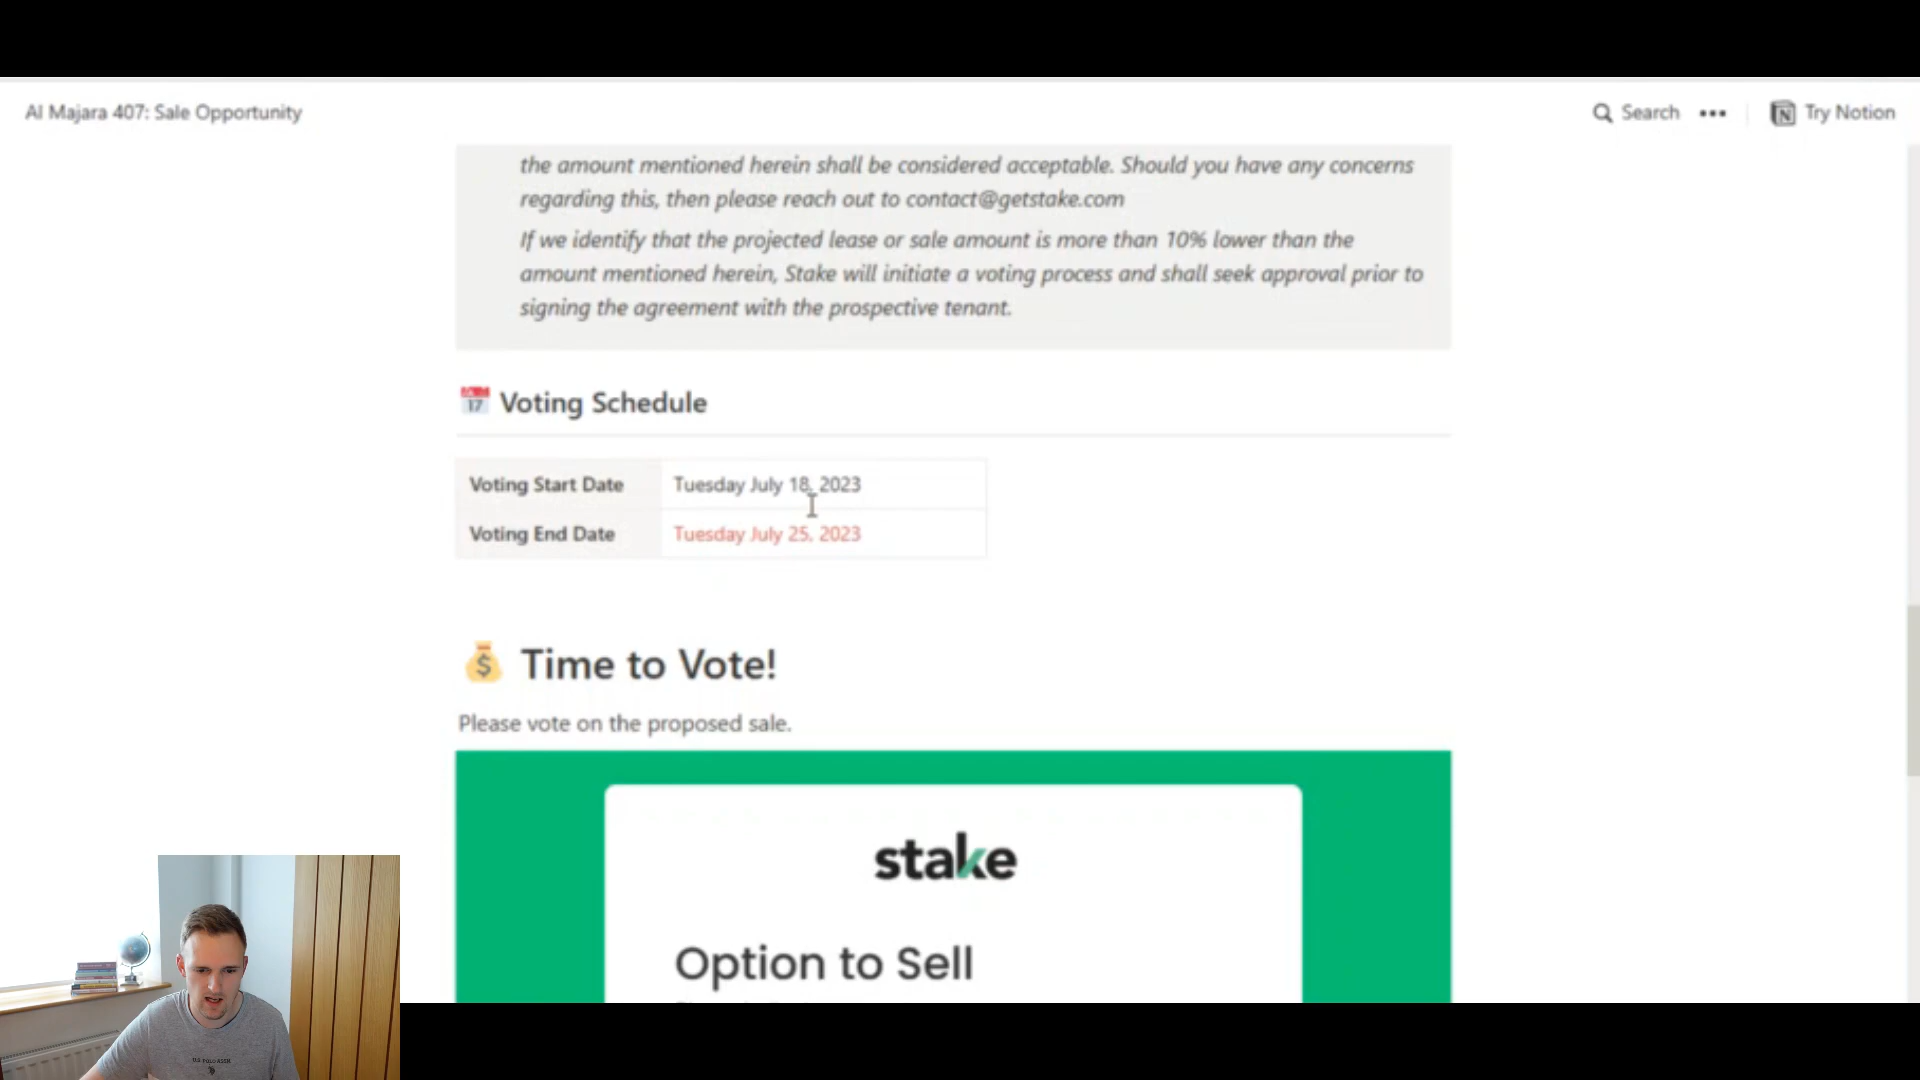 Al Majara 407: Sale Opportunity
Search
Try Notion
the amount mentioned herein shall be considered acceptable. Should you have any concerns
regarding this, then please reach out to contact@getstake.com
If we identify that the projected lease or sale amount is more than 10% lower than the
amount mentioned herein, Stake will initiate a voting process and shall seek approval prior to
signing the agreement with the prospective tenant.
17 Voting Schedule
Voting Start Date Tuesday July 18, 2023
Voting End Date Tuesday July 25, 2023
$ Time to Vote!
Please vote on the proposed sale.
stake
Option to Sell
U.S. POLO ASSN.